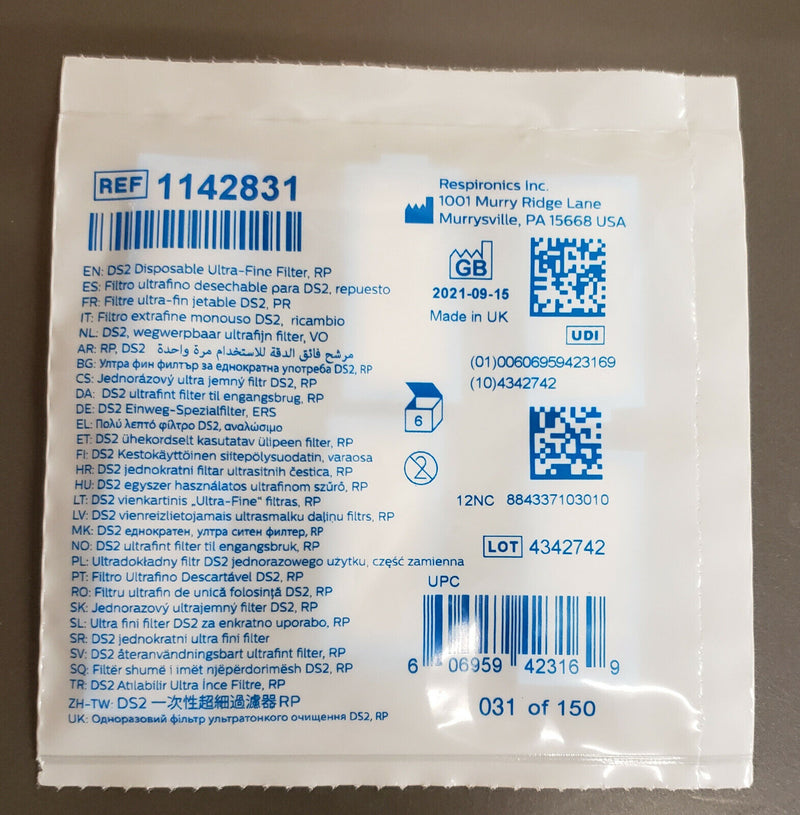 REF 1142831
EN: DS2 Disposable Ultra-Fine Filter, RP
ES: Filtro ultrafino desechable para DS2, repuesto
FR: Filtre ultra-fin jetable DS2, PR
IT: Filtro extrafine monouso DS2, ricambio
NL: DS2, wegwerpbaar ultrafijn filter, VO
AR: RP, DS2 مرشح فائق الدقة للاستخدام مرة واحدة
BG: Ултра фин филтър за еднократна употреба DS2, RP
CS: Jednorázový ultra jemný filtr DS2, RP
DA: DS2 ultrafint filter til engangsbrug, RP
DE: DS2 Einweg-Spezialfilter, ERS
EL: Πολύ λεπτό φίλτρο DS2, αναλώσιμο
ET: DS2 ühekordselt kasutatav ülipeen filter, RP
FI: DS2 Kestokäyttöinen siitepölysuodatin, varaosa
HR: DS2 jednokratni filtar ultrasitnih čestica, RP
HU: DS2 egyszer használatos ultrafinom szűrő, RP
LT: DS2 vienkartinis „Ultra-Fine“ filtras, RP
LV: DS2 vienreizlietojamais ultrasmalku daļiņu filtrs, RP
MK: DS2 еднократен, ултра ситен филтер, RP
NO: DS2 ultrafint filter til engangsbruk, RP
PL: Ultradokładny filtr DS2 jednorazowego użytku, część zamienna
PT: Filtro Ultrafino Descartável DS2, RP
RO: Filtru ultrafin de unică folosință DS2, RP
SK: Jednorazový ultrajemný filter DS2, RP
SL: Ultra fini filter DS2 za enkratno uporabo, RP
SR: DS2 jednokratni ultra fini filter
SV: DS2 återanvändningsbart ultrafint filter, RP
SQ: Filtër shumë i imët njëpërdorimësh DS2, RP
TR: DS2 Atılabilir Ultra İnce Filtre, RP
ZH-TW: DS2 一次性超細過濾器RP
UK: Одноразовий фільтр ультратонкого очищення DS2, RP
Respironics Inc.
1001 Murry Ridge Lane
Murrysville, PA 15668 USA
GB
2021-09-15
Made in UK
UDI
(01)00606959423169
(10)4342742
6
2
12NC 884337103010
LOT 4342742
UPC
6 06959 42316 9
031 of 150